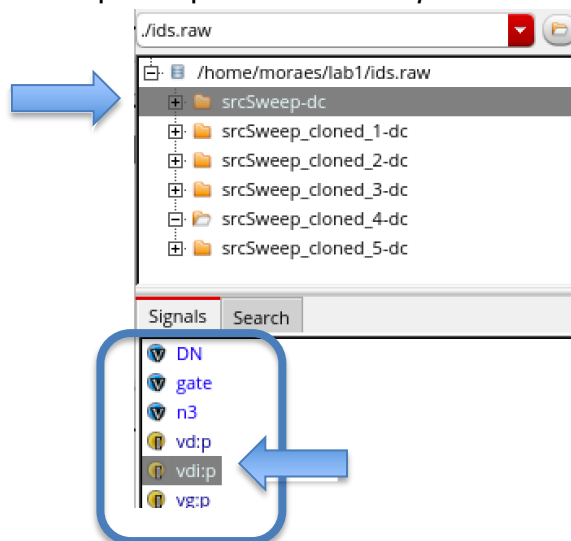 ./ids.raw
/home/moraes/lab1/ids.raw
srcSweep-dc
srcSweep_cloned_1-dc
srcSweep_cloned_2-dc
srcSweep_cloned_3-dc
srcSweep_cloned_4-dc
srcSweep_cloned_5-dc
Signals Search
DN
gate
n3
vd:p
vdi:p
vg:p